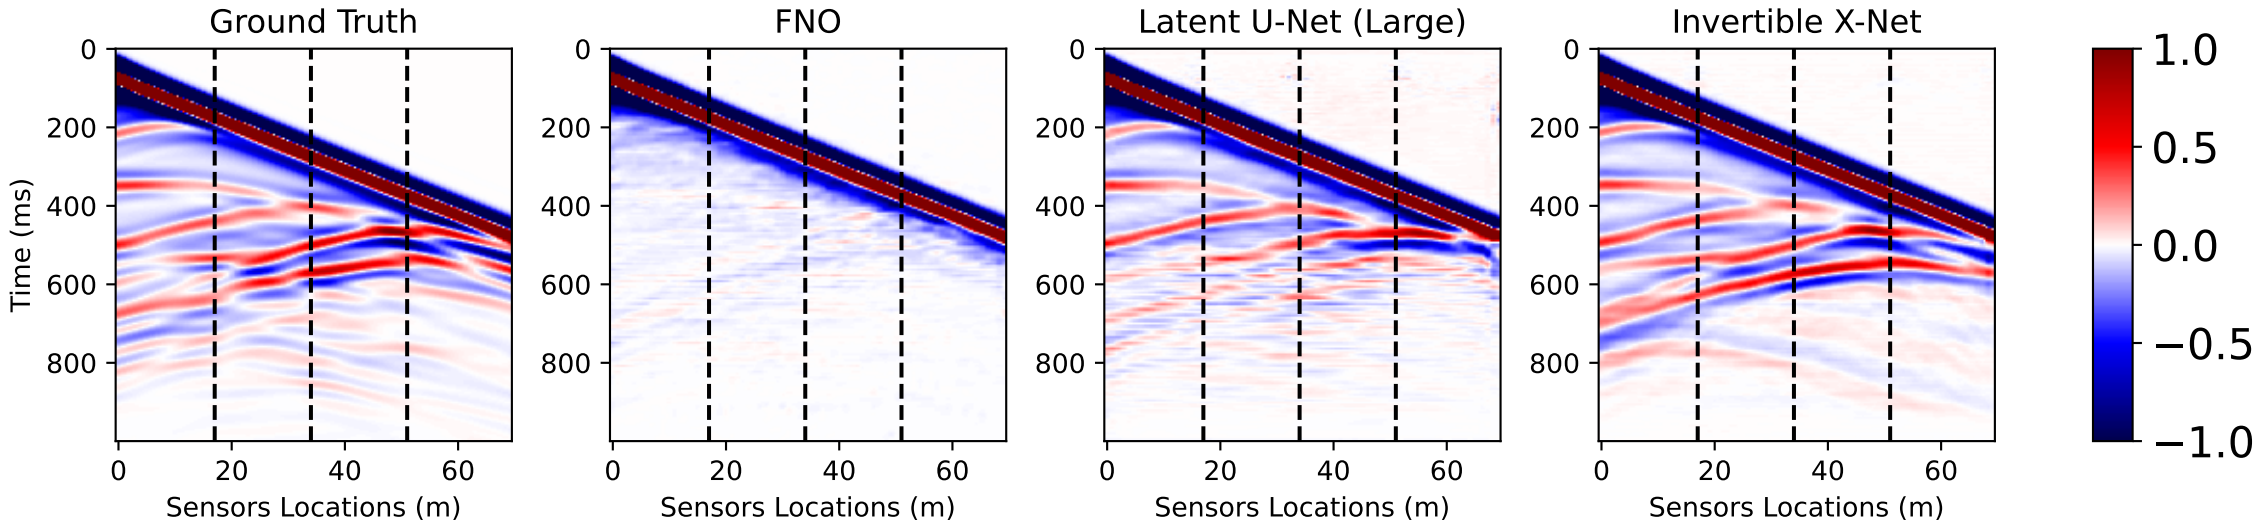 Ground Truth
FNO
Latent U-Net (Large)
Invertible X-Net
0
200
400
600
800
0
200
400
600
800
0
200
400
600
800
0
200
400
600
800
Time (ms)
0 20 40 60
0 20 40 60
0 20 40 60
0 20 40 60
Sensors Locations (m)
Sensors Locations (m)
Sensors Locations (m)
Sensors Locations (m)
1.0
0.5
0.0
−0.5
−1.0